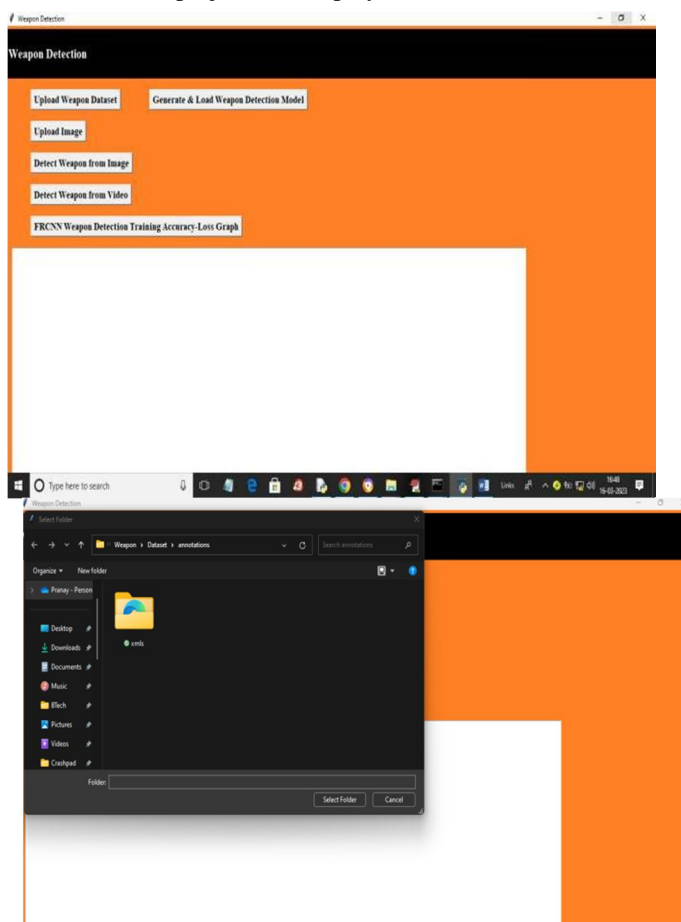 Weapon Detection
Weapon Detection
Upload Weapon Dataset
Generate & Load Weapon Detection Model
Upload Image
Detect Weapon from Image
Detect Weapon from Video
FRCNN Weapon Detection Training Accuracy-Loss Graph
Type here to search
Links
16:48
16-03-2023
Weapon Detection
Select Folder
Weapon › Dataset › annotations
Search annotations
Organize
New folder
Pranay - Person
Desktop
xmls
Downloads
Documents
Music
BTech
Pictures
Videos
Crashpad
Folder:
Select Folder
Cancel